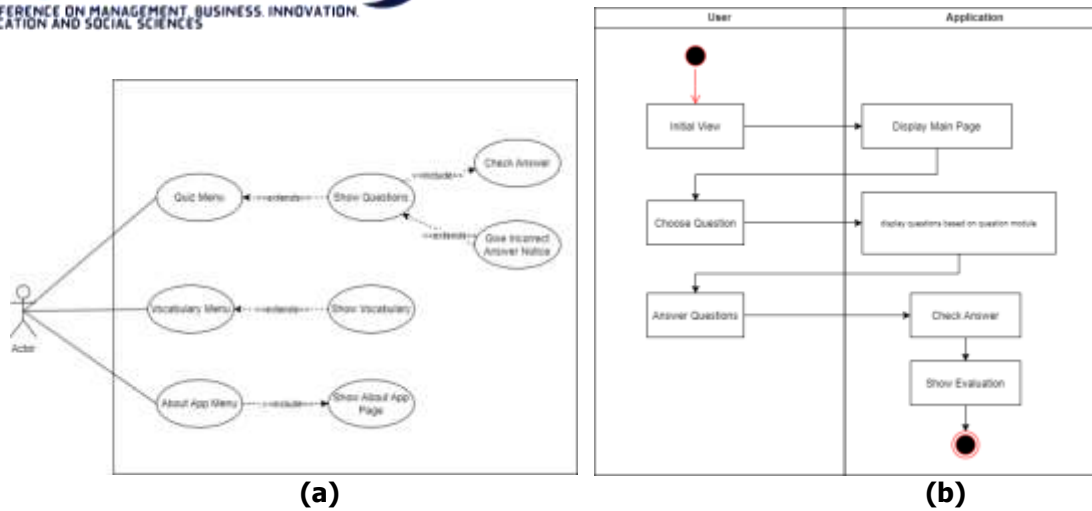 FERENCE ON MANAGEMENT, BUSINESS, INNOVATION,
CATION AND SOCIAL SCIENCES
Actor
Quiz Menu
<<extends>>
Show Questions
<<include>>
Check Answer
<<extends>>
Give Incorrect
Answer Notice
Vocabulary Menu
<<extends>>
Show Vocabulary
About App Menu
<<include>>
Show About App
Page
(a)
User
Application
Initial View
Display Main Page
Choose Question
display questions based on question module
Answer Questions
Check Answer
Show Evaluation
(b)